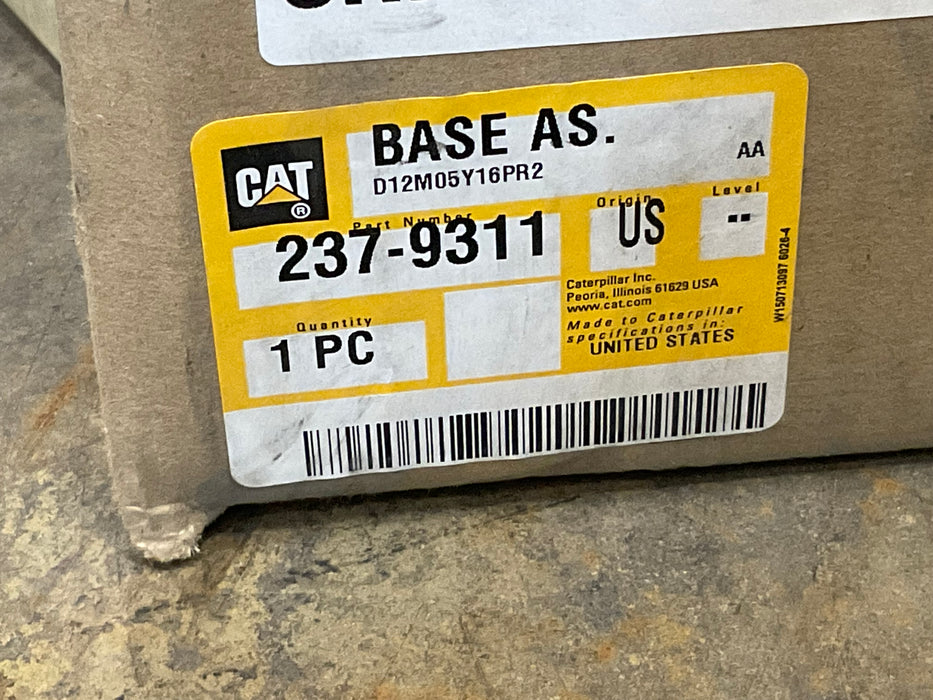 BASE AS.
AA
D12M05Y16PR2
CAT
®
Part Number
237-9311
Origin
US
Level
--
Quantity
1 PC
Caterpillar Inc.
Peoria, Illinois 61629 USA
www.cat.com
Made to Caterpillar
specifications in:
UNITED STATES
W150713097 6026-4